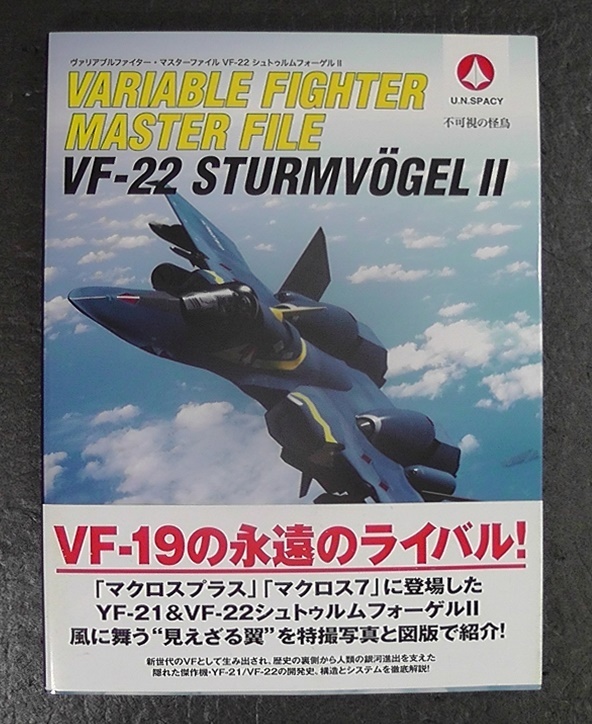 ヴァリアブルファイター・マスターファイル VF-22 シュトゥルムフォーゲルII
VARIABLE FIGHTER
MASTER FILE
VF-22 STURMVÖGEL II
U.N.SPACY
不可視の怪鳥
VF-19の永遠のライバル!
「マクロスプラス」「マクロス7」に登場した
YF-21&VF-22シュトゥルムフォーゲルII
風に舞う“見えざる翼”を特撮写真と図版で紹介!
新世代のVFとして生み出され、歴史の裏側から人類の銀河進出を支えた
隠れた傑作機・YF-21/VF-22の開発史、構造とシステムを徹底解説!